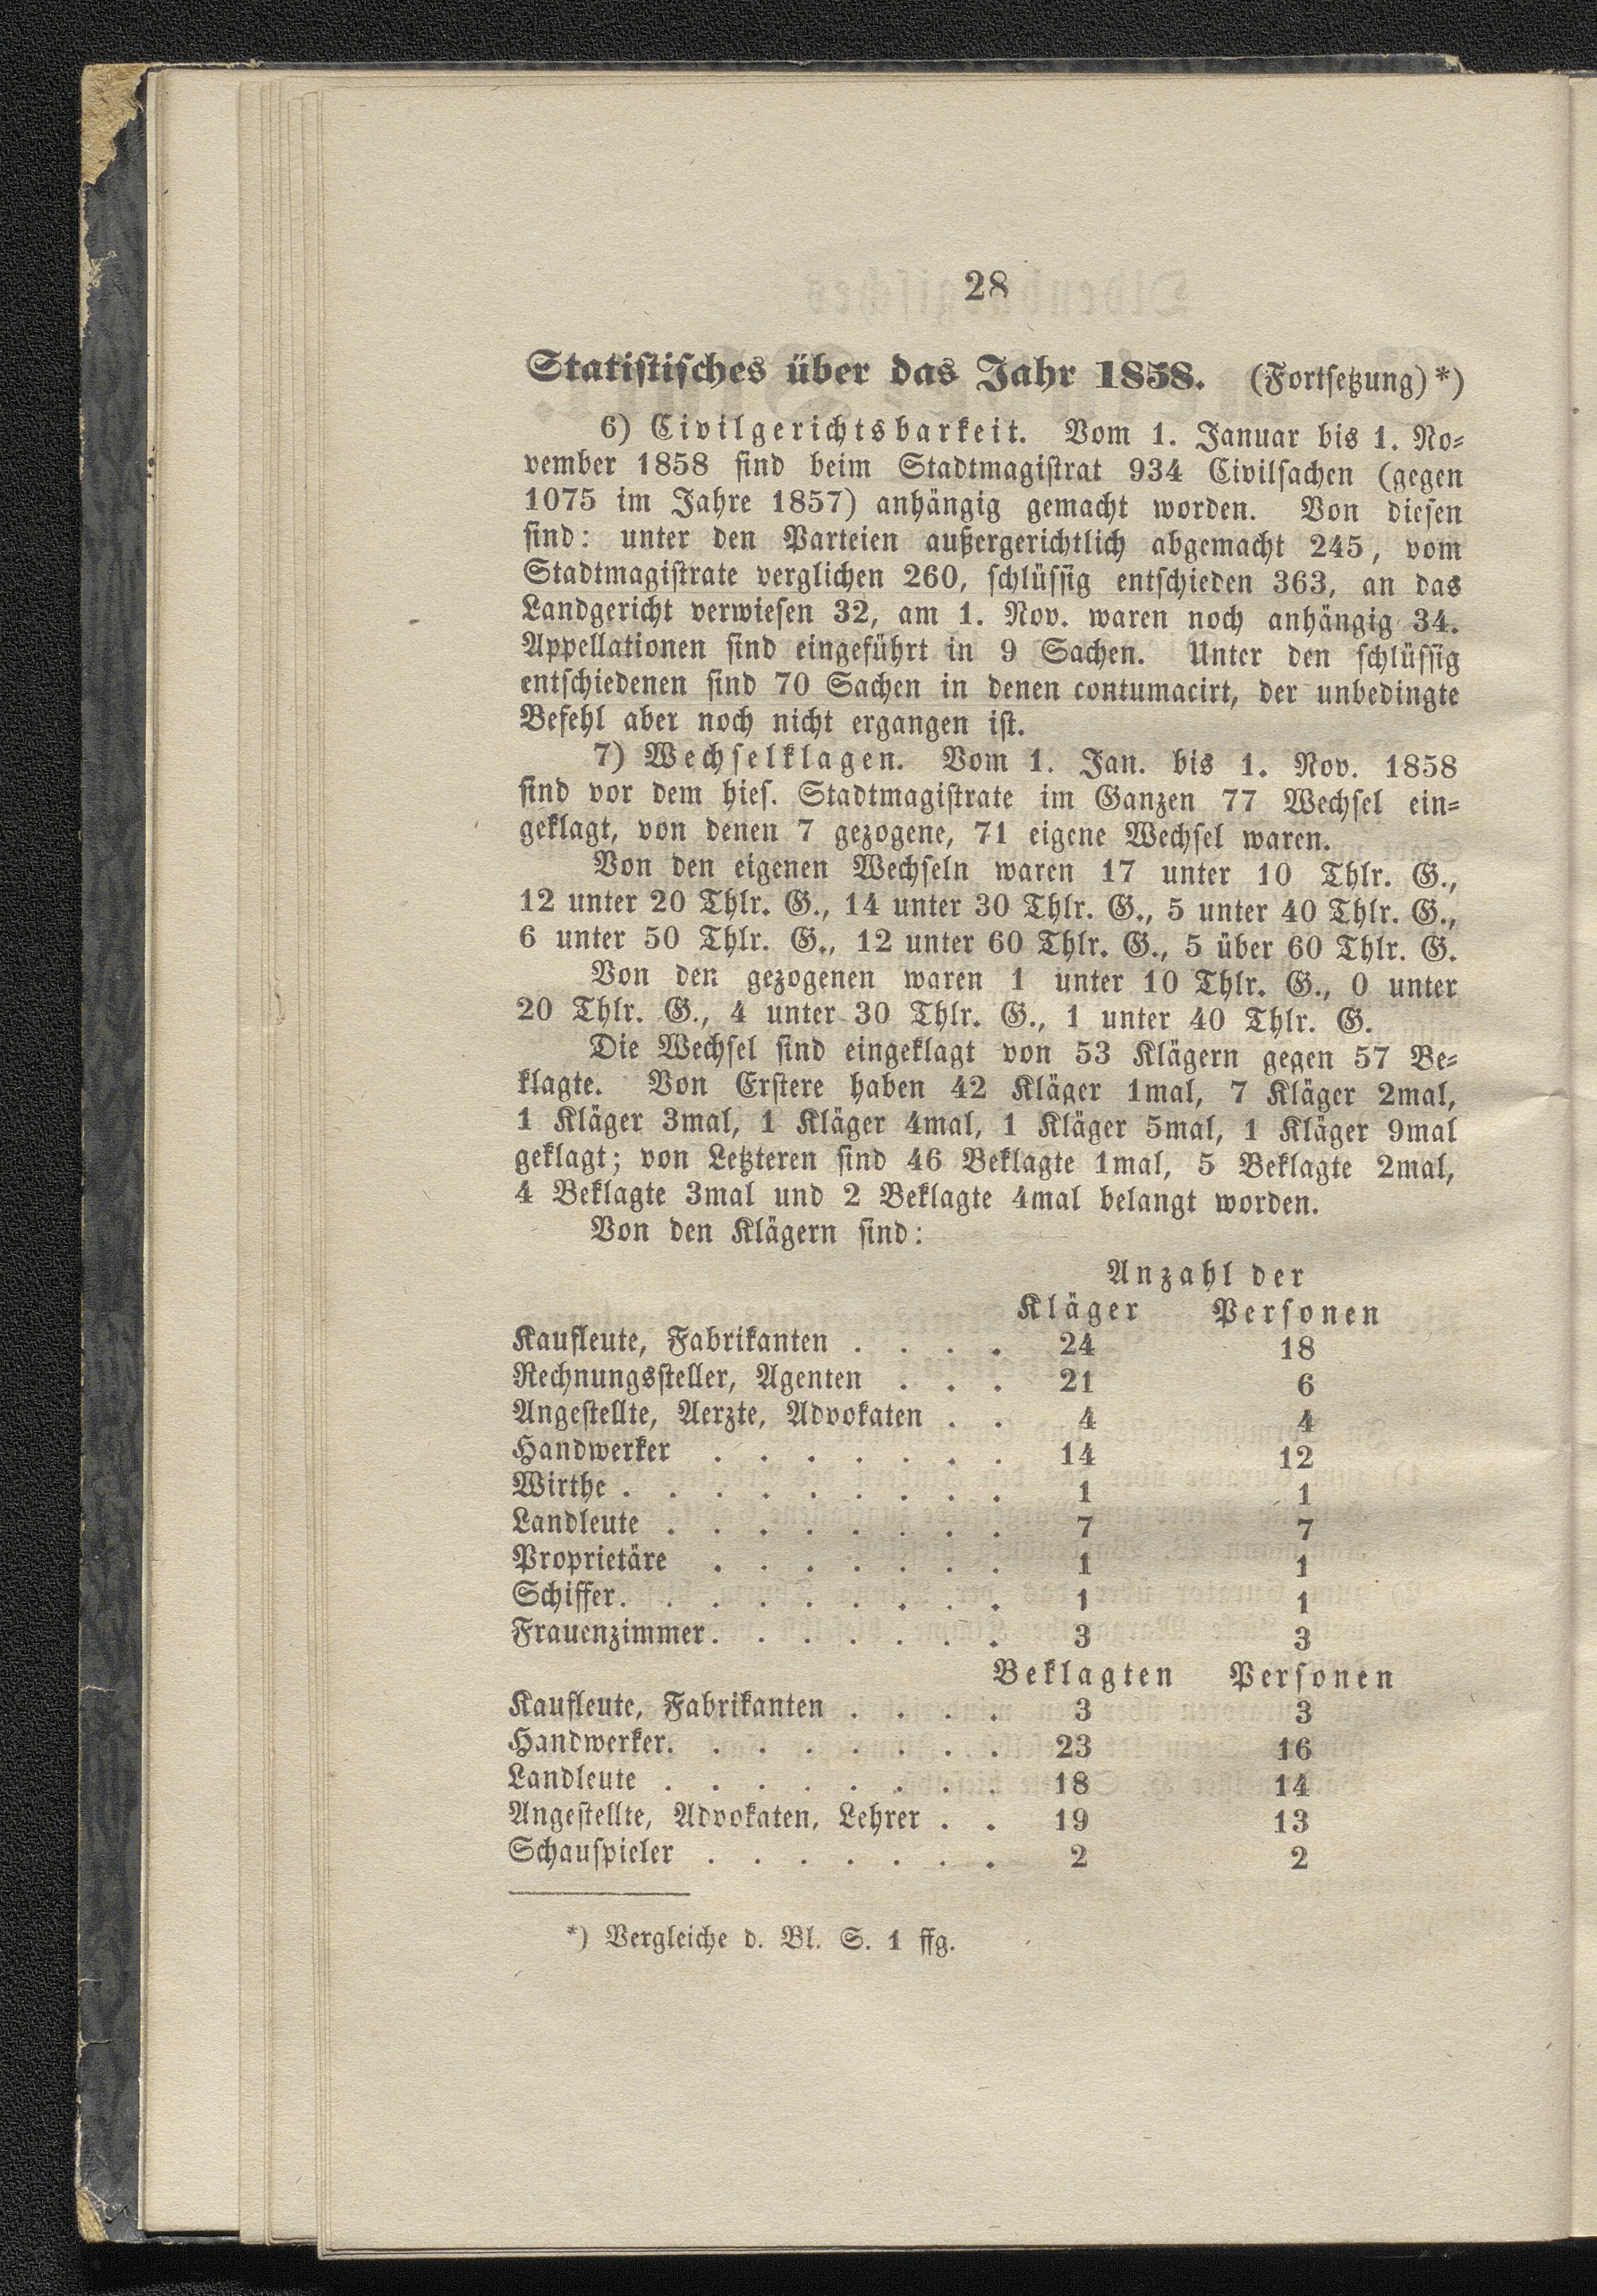 28
Statistisches über das Jahr 1858. (Fortsetzung)*)
6) Civilgerichtsbarkeit. Vom 1. Januar bis 1. No-
vember 1858 sind beim Stadtmagistrat 934 Civilsachen (gegen
1075 im Jahre 1857) anhängig gemacht worden. Von diesen
sind: unter den Parteien außergerichtlich abgemacht 245, vom
Stadtmagistrate verglichen 260, schlüssig entschieden 363, an das
Landgericht verwiesen 32, am 1. Nov. waren noch anhängig 34.
Appellationen sind eingeführt in 9 Sachen. Unter den schlüssig
entschiedenen sind 70 Sachen in denen contumacirt, der unbedingte
Befehl aber noch nicht ergangen ist.
7) Wechselklagen. Vom 1. Jan. bis 1. Nov. 1858
sind vor dem hies. Stadtmagistrate im Ganzen 77 Wechsel ein-
geklagt, von denen 7 gezogene, 71 eigene Wechsel waren.
Von den eigenen Wechseln waren 17 unter 10 Thlr. G.,
12 unter 20 Thlr. G., 14 unter 30 Thlr. G., 5 unter 40 Thlr. G.,
6 unter 50 Thlr. G., 12 unter 60 Thlr. G., 5 über 60 Thlr. G.
Von den gezogenen waren 1 unter 10 Thlr. G., 0 unter
20 Thlr. G., 4 unter 30 Thlr. G., 1 unter 40 Thlr. G.
Die Wechsel sind eingeklagt von 53 Klägern gegen 57 Be-
klagte. Von Erstere haben 42 Kläger 1mal, 7 Kläger 2mal,
1 Kläger 3mal, 1 Kläger 4mal, 1 Kläger 5mal, 1 Kläger 9mal
geklagt; von Letzteren sind 46 Beklagte 1mal, 5 Beklagte 2mal,
4 Beklagte 3mal und 2 Beklagte 4mal belangt worden.
Von den Klägern sind:
Anzahl der
Kläger Personen
Kaufleute, Fabrikanten . . . . 24 18
Rechnungssteller, Agenten . . . 21 6
Angestellte, Aerzte, Advokaten . . 4 4
Handwerker . . . . . . . 14 12
Wirthe . . . . . . . . . 1 1
Landleute . . . . . . . . 7 7
Proprietäre . . . . . . . 1 1
Schiffer. . . . . . . . . 1 1
Frauenzimmer. . . . . . . 3 3
Beklagten Personen
Kaufleute, Fabrikanten . . . . 3 3
Handwerker. . . . . . . . 23 16
Landleute . . . . . . . . 18 14
Angestellte, Advokaten, Lehrer . . 19 13
Schauspieler . . . . . . . 2 2
*) Vergleiche d. Bl. S. 1 ffg.